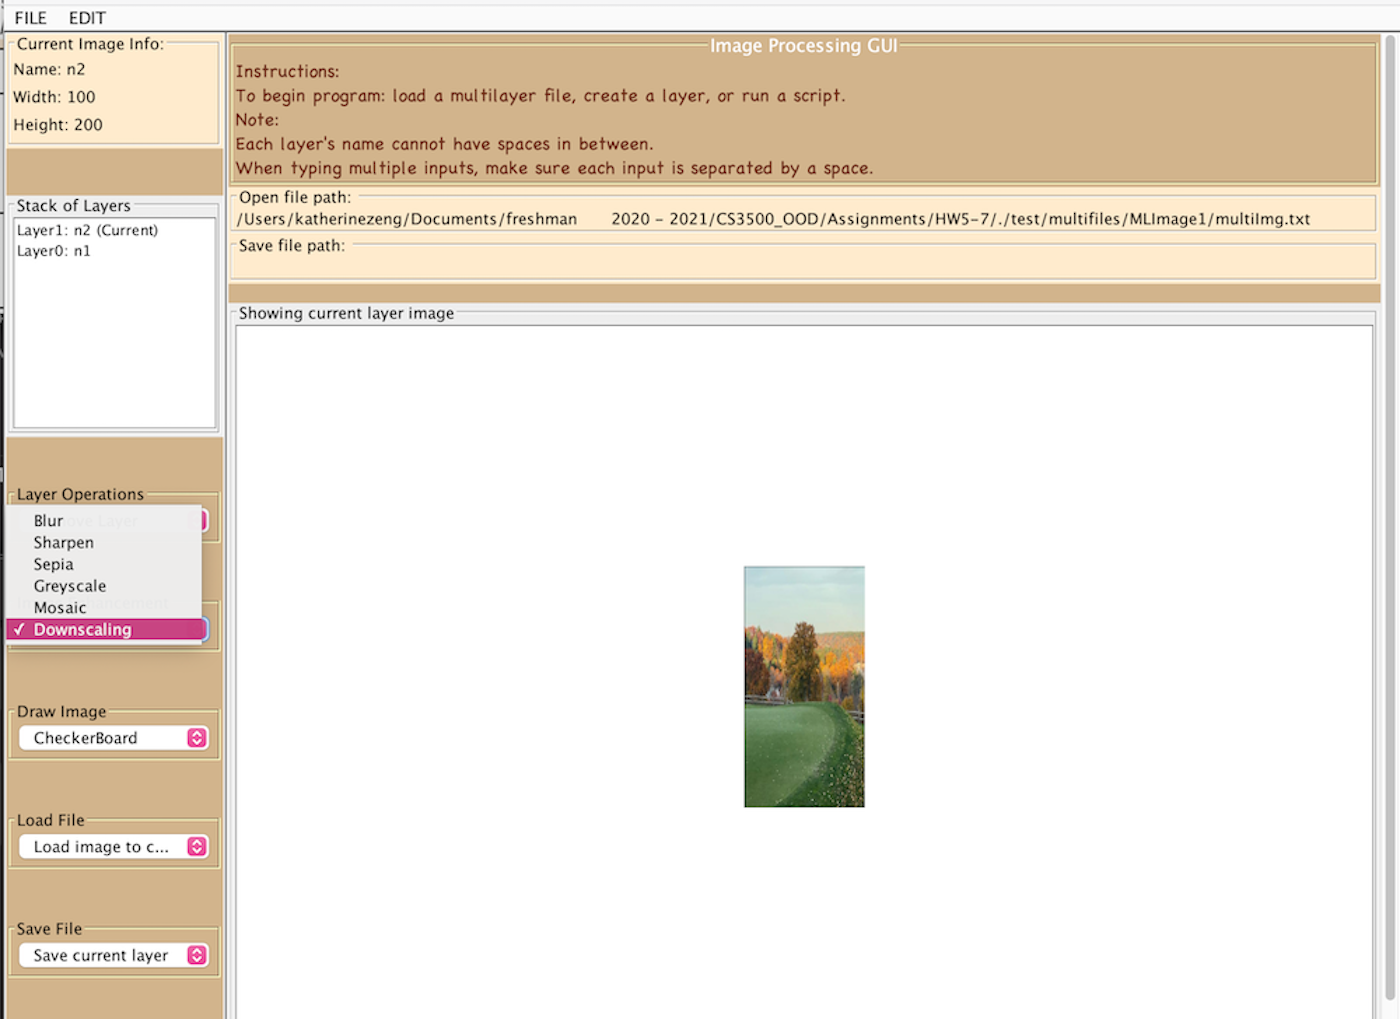 FILE EDIT
Current Image Info:
Name: n2
Width: 100
Height: 200
Stack of Layers
Layer1: n2 (Current)
Layer0: n1
Layer Operations
Blur
Sharpen
Sepia
Greyscale
Mosaic
✓ Downscaling
Draw Image
CheckerBoard
Load File
Load image to c...
Save File
Save current layer
Image Processing GUI
Instructions:
To begin program: load a multilayer file, create a layer, or run a script.
Note:
Each layer's name cannot have spaces in between.
When typing multiple inputs, make sure each input is separated by a space.
Open file path:
/Users/katherinezeng/Documents/freshman 2020 - 2021/CS3500_OOD/Assignments/HW5-7/./test/multifiles/MLImage1/multiImg.txt
Save file path:
Showing current layer image